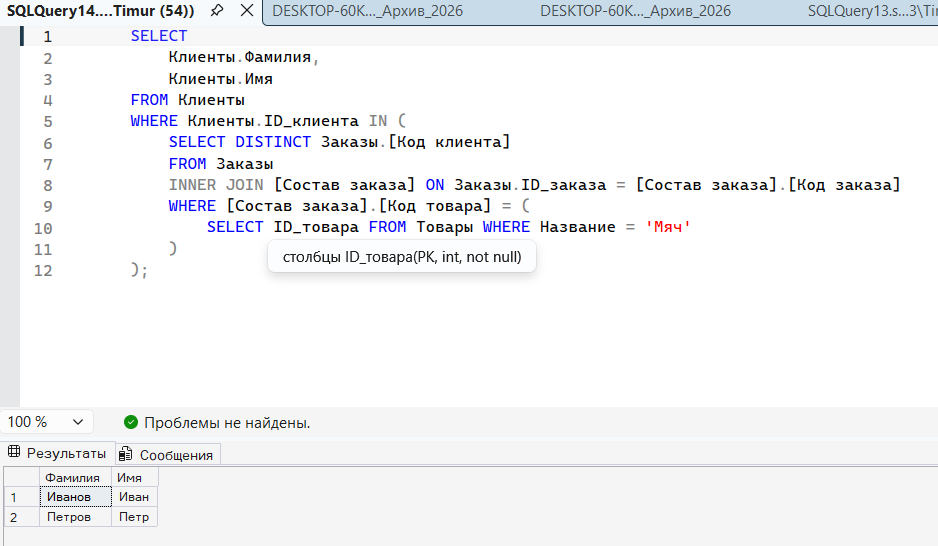 SQLQuery14....Timur (54))
DESKTOP-60K..._Архив_2026
DESKTOP-60K..._Архив_2026
SQLQuery13.s...3\Tim
1 SELECT
2 Клиенты.Фамилия,
3 Клиенты.Имя
4 FROM Клиенты
5 WHERE Клиенты.ID_клиента IN (
6 SELECT DISTINCT Заказы.[Код клиента]
7 FROM Заказы
8 INNER JOIN [Состав заказа] ON Заказы.ID_заказа = [Состав заказа].[Код заказа]
9 WHERE [Состав заказа].[Код товара] = (
10 SELECT ID_товара FROM Товары WHERE Название = 'Мяч'
11 )
столбцы ID_товара(PK, int, not null)
12 );
100 %
Проблемы не найдены.
Результаты
Сообщения
Фамилия Имя
1 Иванов Иван
2 Петров Петр